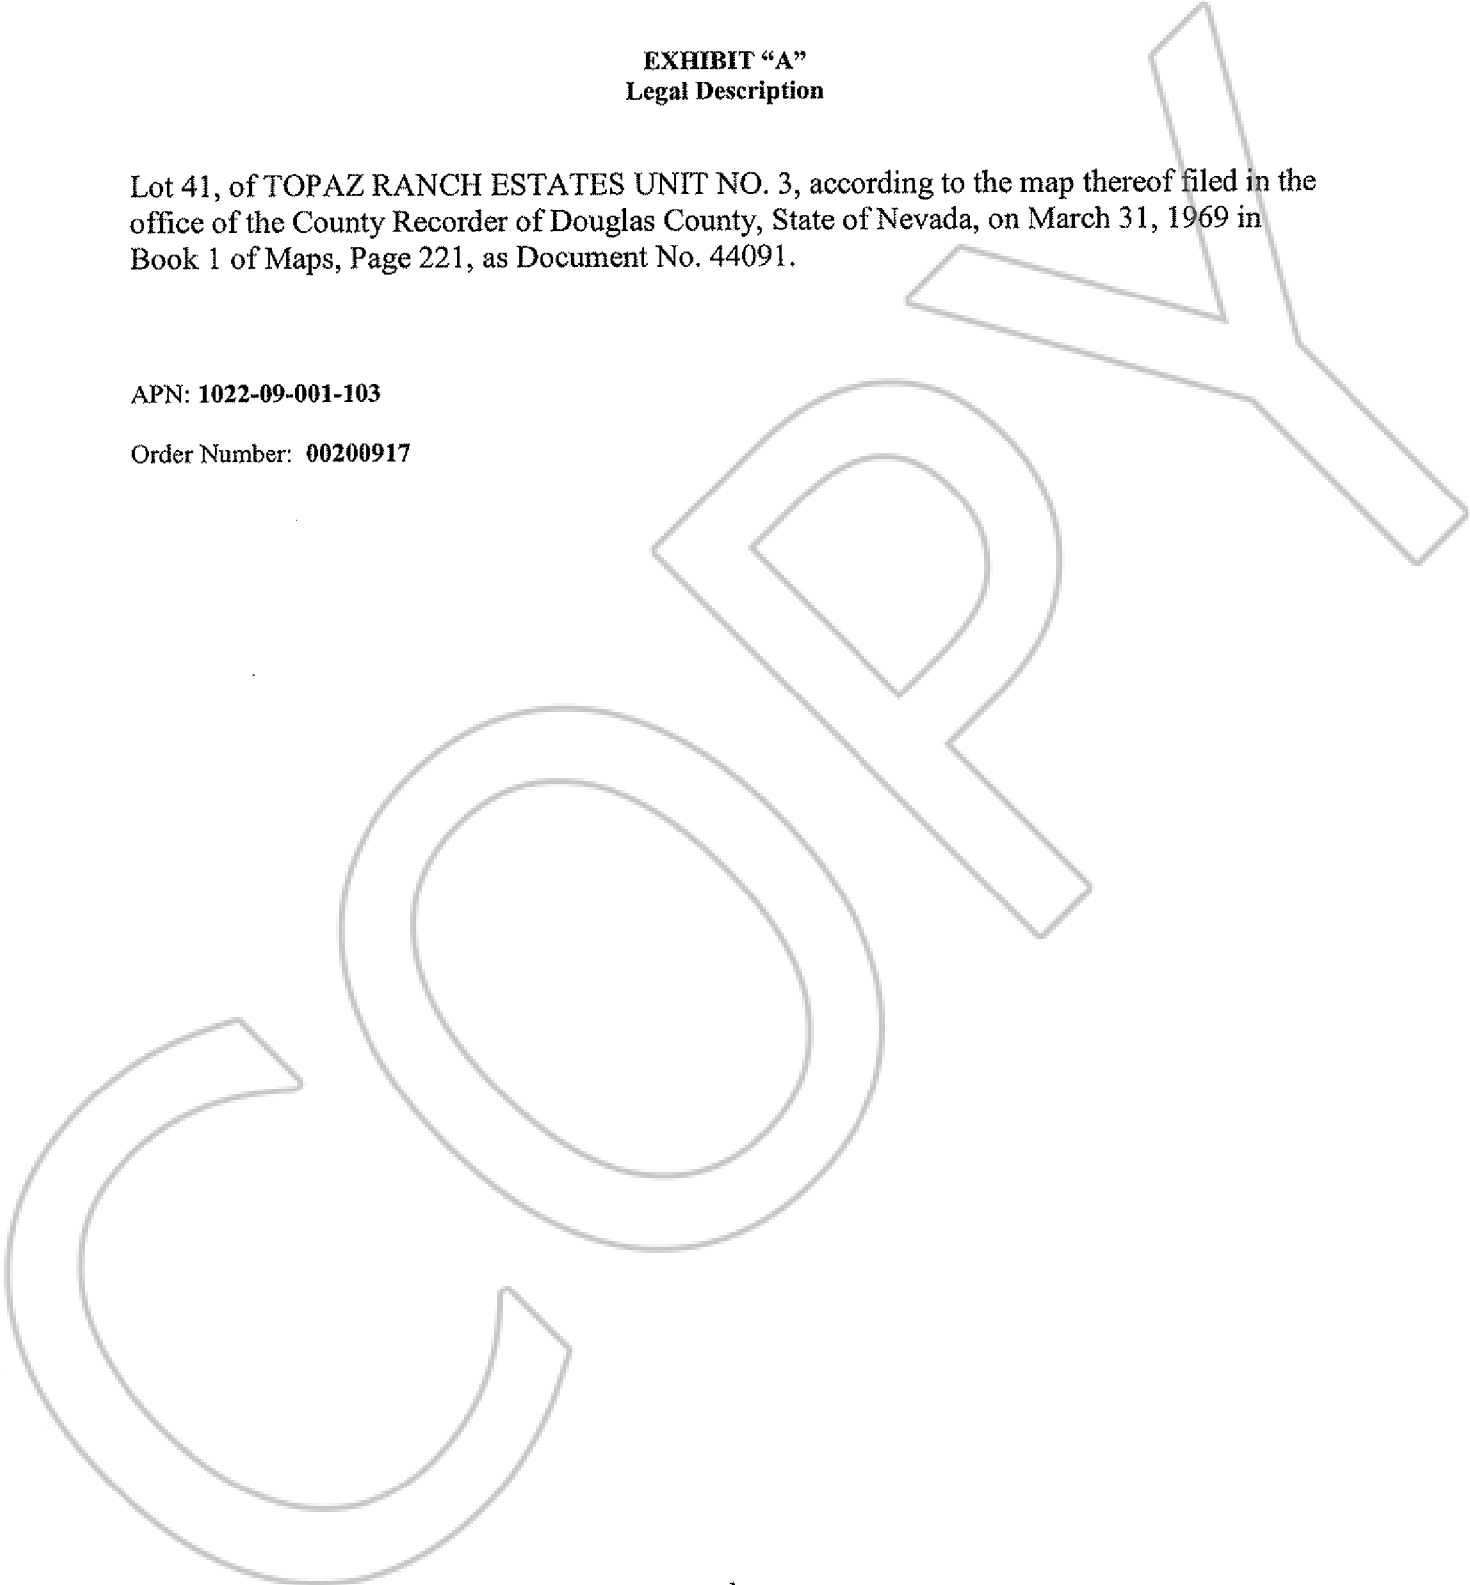 EXHIBIT “A”
Legal Description
Lot 41, of TOPAZ RANCH ESTATES UNIT NO. 3, according to the map thereof filed in the
office of the County Recorder of Douglas County, State of Nevada, on March 31, 1969 in
Book 1 of Maps, Page 221, as Document No. 44091.
APN: 1022-09-001-103
Order Number: 00200917
COPY